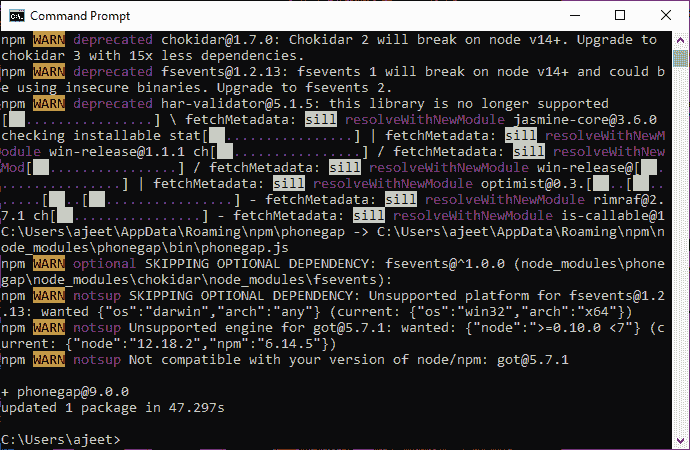 Command Prompt
npm WARN deprecated chokidar@1.7.0: Chokidar 2 will break on node v14+. Upgrade to
chokidar 3 with 15x less dependencies.
npm WARN deprecated fsevents@1.2.13: fsevents 1 will break on node v14+ and could b
e using insecure binaries. Upgrade to fsevents 2.
npm WARN deprecated har-validator@5.1.5: this library is no longer supported
[ ................] \ fetchMetadata: sill resolveWithNewModule jasmine-core@3.6.0
checking installable stat[ ................] | fetchMetadata: sill resolveWithNewM
odule win-release@1.1.1 ch[ ................] / fetchMetadata: sill resolveWithNew
Mod[ ................] / fetchMetadata: sill resolveWithNewModule win-release@[ ..
................] | fetchMetadata: sill resolveWithNewModule optimist@0.3.[ ..[ ..
.....[ ..[ ................] - fetchMetadata: sill resolveWithNewModule rimraf@2.
7.1 ch[ ................] - fetchMetadata: sill resolveWithNewModule is-callable@1
C:\Users\ajeet\AppData\Roaming\npm\phonegap -> C:\Users\ajeet\AppData\Roaming\npm\n
ode_modules\phonegap\bin\phonegap.js
npm WARN optional SKIPPING OPTIONAL DEPENDENCY: fsevents@^1.0.0 (node_modules\phone
gap\node_modules\chokidar\node_modules\fsevents):
npm WARN notsup SKIPPING OPTIONAL DEPENDENCY: Unsupported platform for fsevents@1.2
.13: wanted {"os":"darwin","arch":"any"} (current: {"os":"win32","arch":"x64"})
npm WARN notsup Unsupported engine for got@5.7.1: wanted: {"node":">=0.10.0 <7"} (c
urrent: {"node":"12.18.2","npm":"6.14.5"})
npm WARN notsup Not compatible with your version of node/npm: got@5.7.1
+ phonegap@9.0.0
updated 1 package in 47.297s
C:\Users\ajeet>